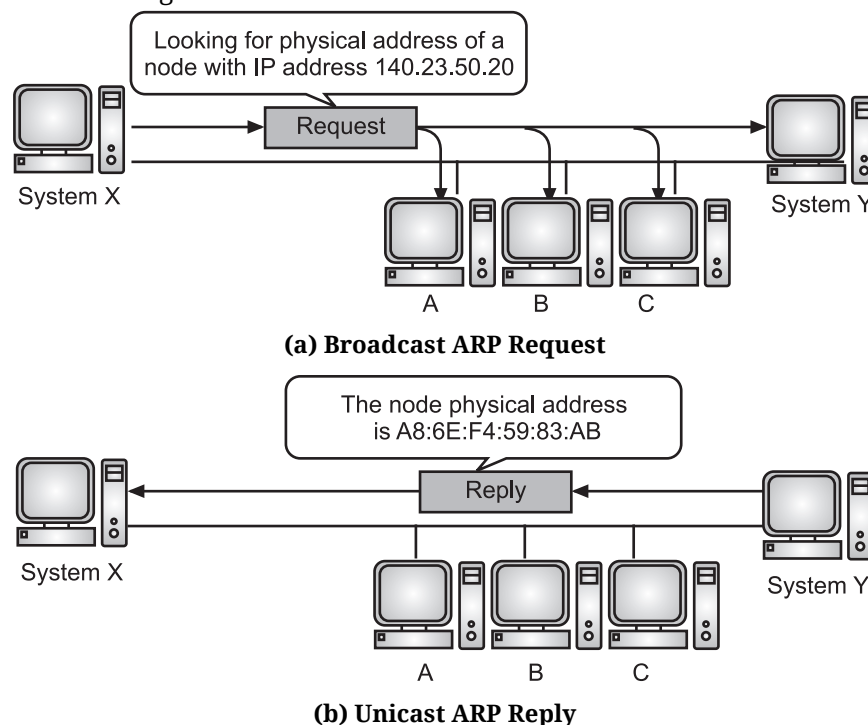 Looking for physical address of a
node with IP address 140.23.50.20
Request
System X
System Y
A
B
C
(a) Broadcast ARP Request
The node physical address
is A8:6E:F4:59:83:AB
Reply
System X
System Y
A
B
C
(b) Unicast ARP Reply